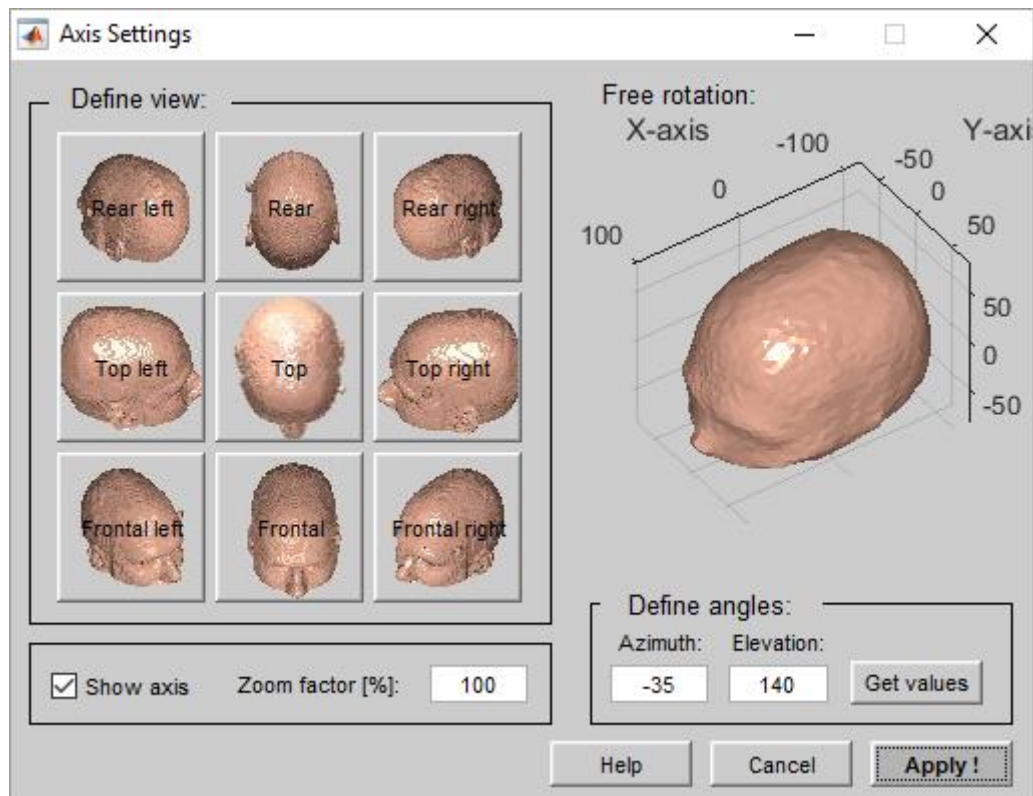 Axis Settings
Define view:
Rear left
Rear
Rear right
Top left
Top
Top right
Frontal left
Frontal
Frontal right
Show axis
Zoom factor [%]:
100
Free rotation:
X-axis
Y-axi
-100
0
100
-50
0
50
50
0
-50
Define angles:
Azimuth:
Elevation:
-35
140
Get values
Help
Cancel
Apply !